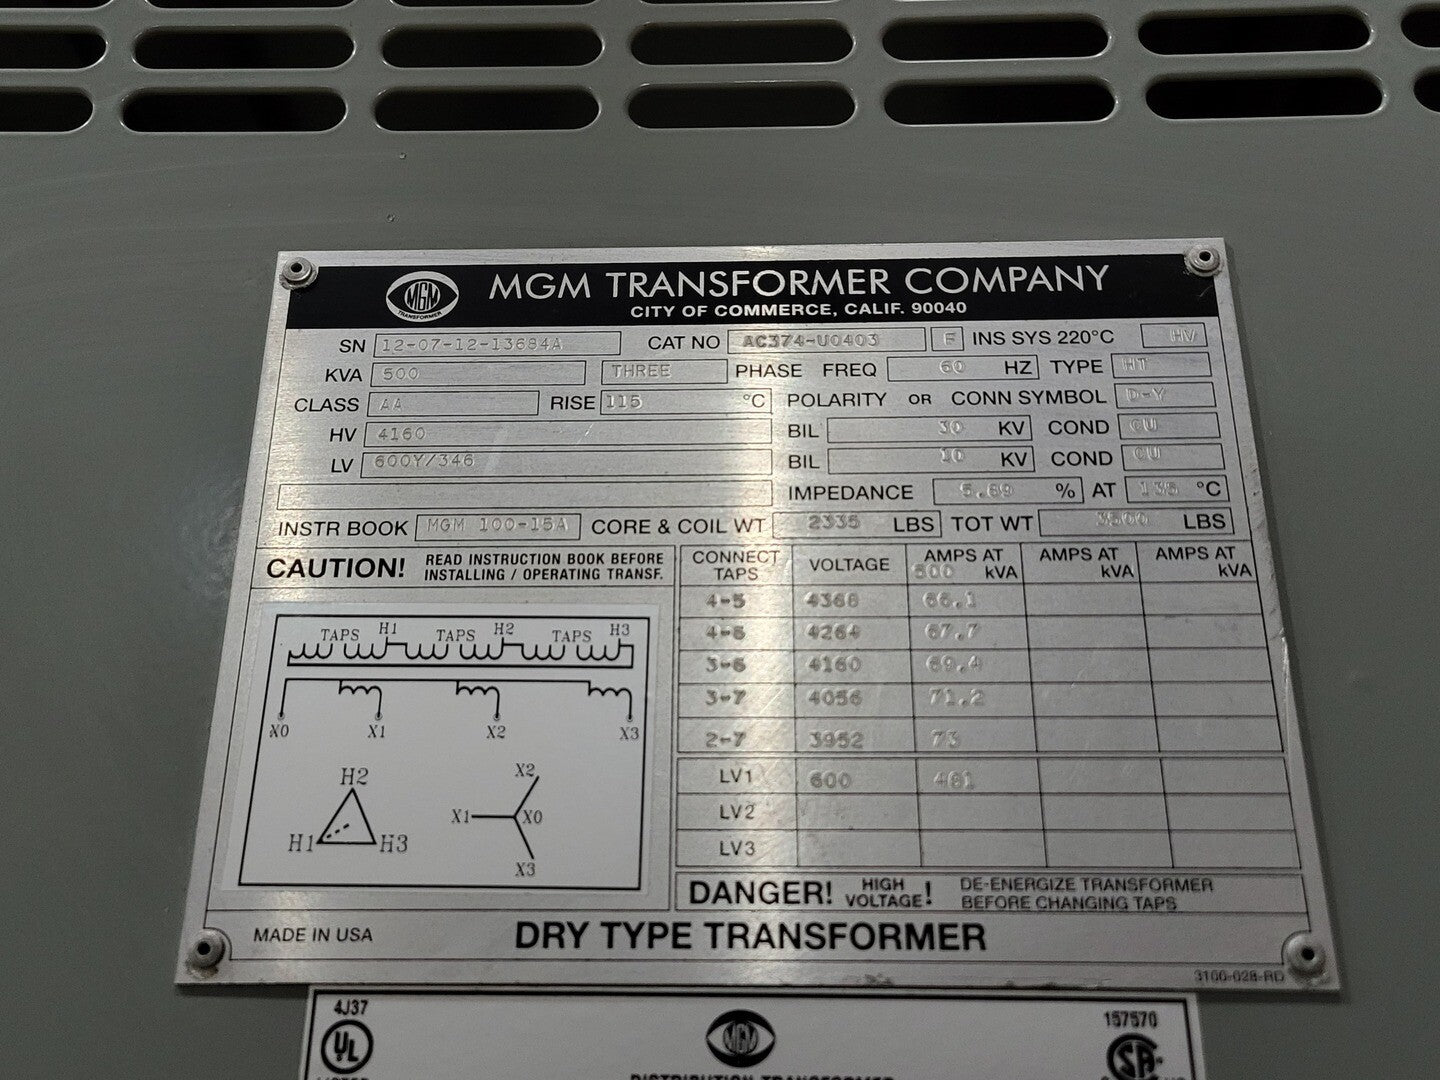 MGM
TRANSFORMER
MGM TRANSFORMER COMPANY
CITY OF COMMERCE, CALIF. 90040
SN 12-07-12-13684A CAT NO AC374-U0403 F INS SYS 220°C HV
KVA 500 THREE PHASE FREQ 60 HZ TYPE HT
CLASS AA RISE 115 °C POLARITY OR CONN SYMBOL D-Y
HV 4160 BIL 30 KV COND CU
LV 600Y/346 BIL 10 KV COND CU
IMPEDANCE 5.69 % AT 135 °C
INSTR BOOK MGM 100-15A CORE & COIL WT 2335 LBS TOT WT 3500 LBS
CAUTION! READ INSTRUCTION BOOK BEFORE
INSTALLING / OPERATING TRANSF.
TAPS H1 TAPS H2 TAPS H3
X0 X1 X2 X3
H2
H1 H3
X2
X1 X0
X3
CONNECT TAPS VOLTAGE AMPS AT 500 kVA AMPS AT kVA AMPS AT kVA
4-5 4368 66.1
4-6 4264 67.7
3-6 4160 69.4
3-7 4056 71.2
2-7 3952 73
LV1 600 481
LV2
LV3
DANGER! HIGH VOLTAGE! DE-ENERGIZE TRANSFORMER
BEFORE CHANGING TAPS
MADE IN USA DRY TYPE TRANSFORMER
3100-028-RD
4J37 157570
UL MGM SA
DISTRIBUTION TRANSFORMER